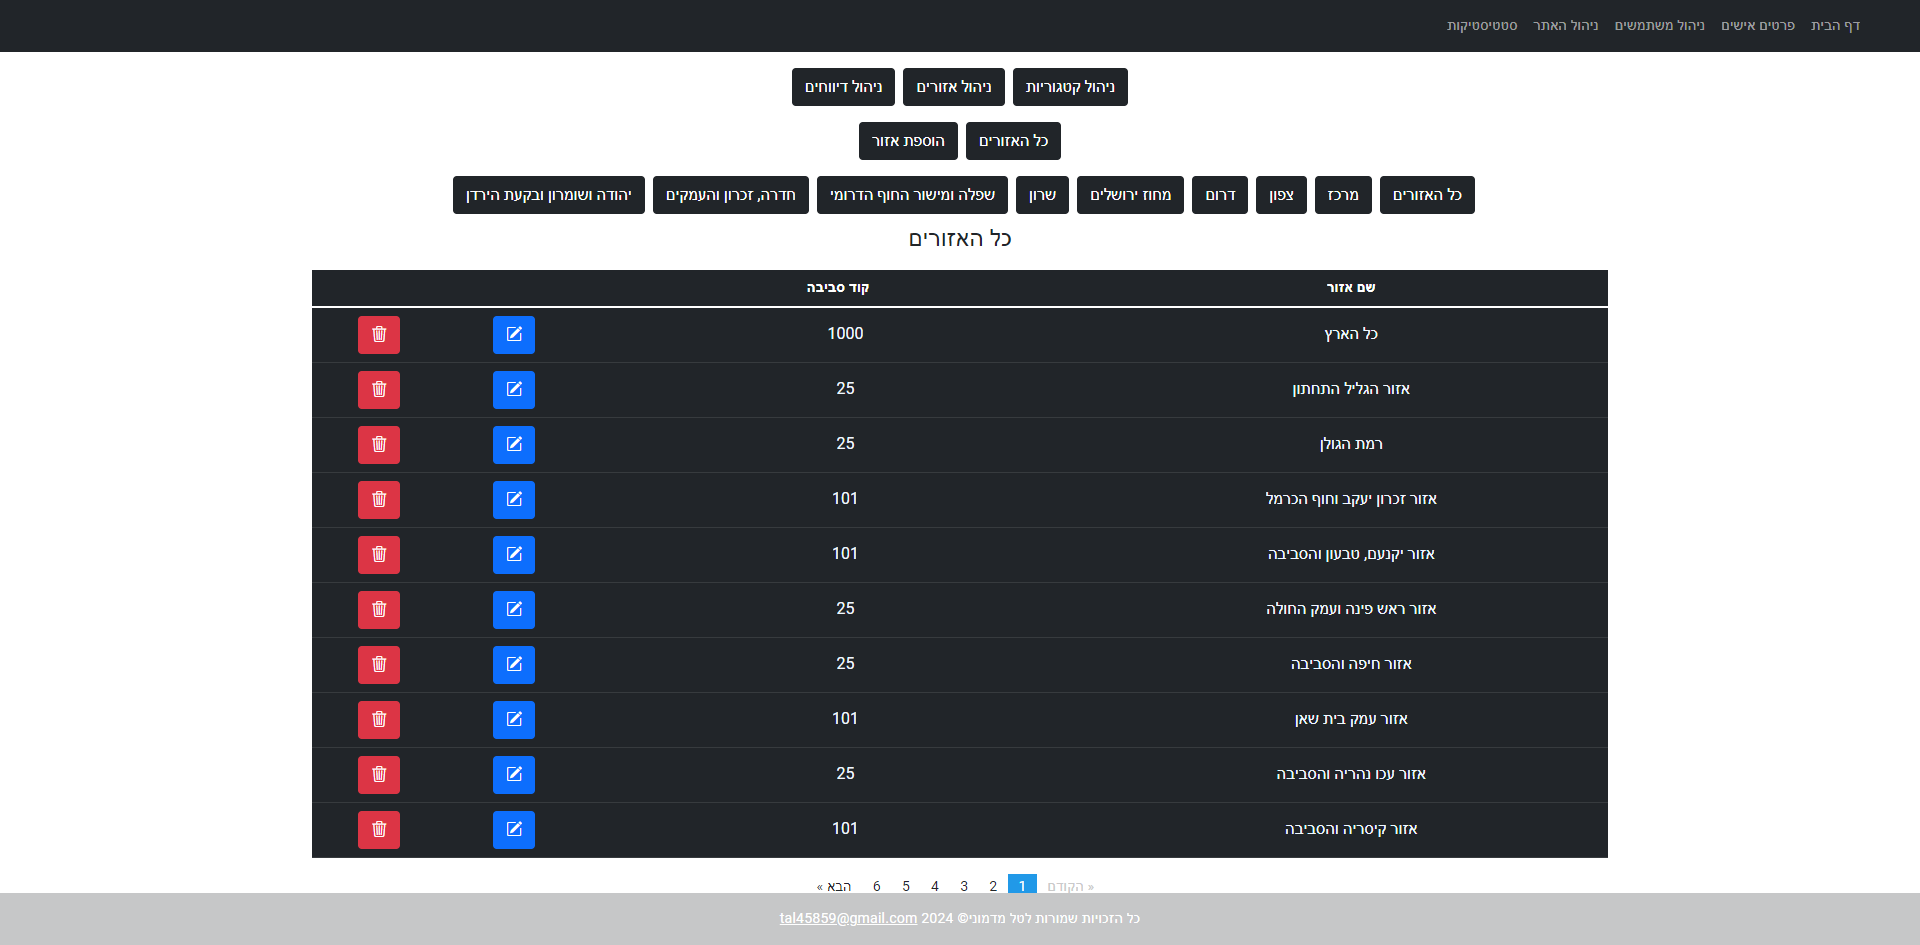 דף הבית פרטים אישים ניהול משתמשים ניהול האתר סטטיסטיקות
ניהול קטגוריות ניהול אזורים ניהול דיווחים
כל האזורים הוספת אזור
כל האזורים מרכז צפון דרום מחוז ירושלים שרון שפלה ומישור החוף הדרומי חדרה, זכרון והעמקים יהודה ושומרון ובקעת הירדן
כל האזורים
שם אזור קוד סביבה
כל הארץ 1000
אזור הגליל התחתון 25
רמת הגולן 25
אזור זכרון יעקב וחוף הכרמל 101
אזור יקנעם, טבעון והסביבה 101
אזור ראש פינה ועמק החולה 25
אזור חיפה והסביבה 25
אזור עמק בית שאן 101
אזור עכו נהריה והסביבה 25
אזור קיסריה והסביבה 101
« הקודם 1 2 3 4 5 6 הבא »
כל הזכויות שמורות לטל מדמוני© 2024 tal45859@gmail.com